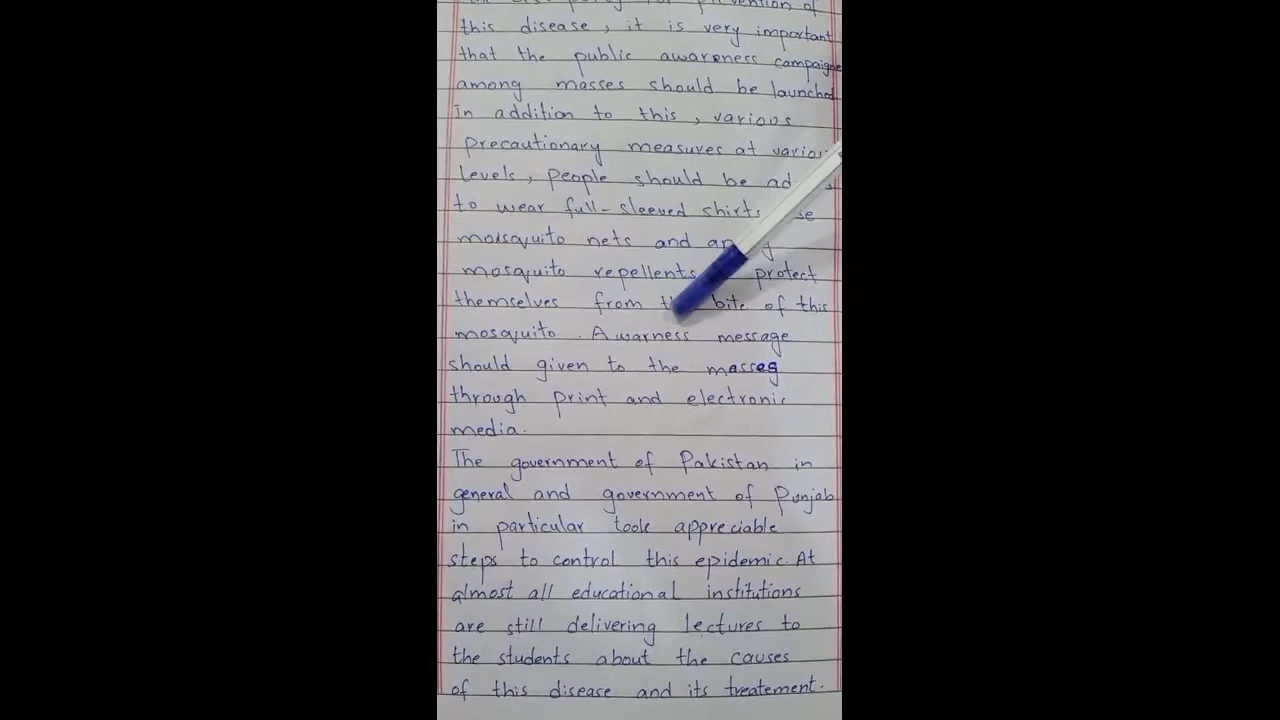 prevention of
this disease, it is very important
that the public awareness campaigne
among masses should be launched
In addition to this, various
precautionary measures at
levels, people should be
to wear full-sleeved shirts
moisquito nets and
mosquito repellents protect
themselves from bite of this
mosquito. Awarness message
should given to the masses
through print and electronic
media.
The government of Pakistan in
general and government of Punjab
in particular took appreciable
steps to control this epidemic. At
almost all educational institutions
are still delivering lectures to
the students about the causes
of this disease and its treatement.